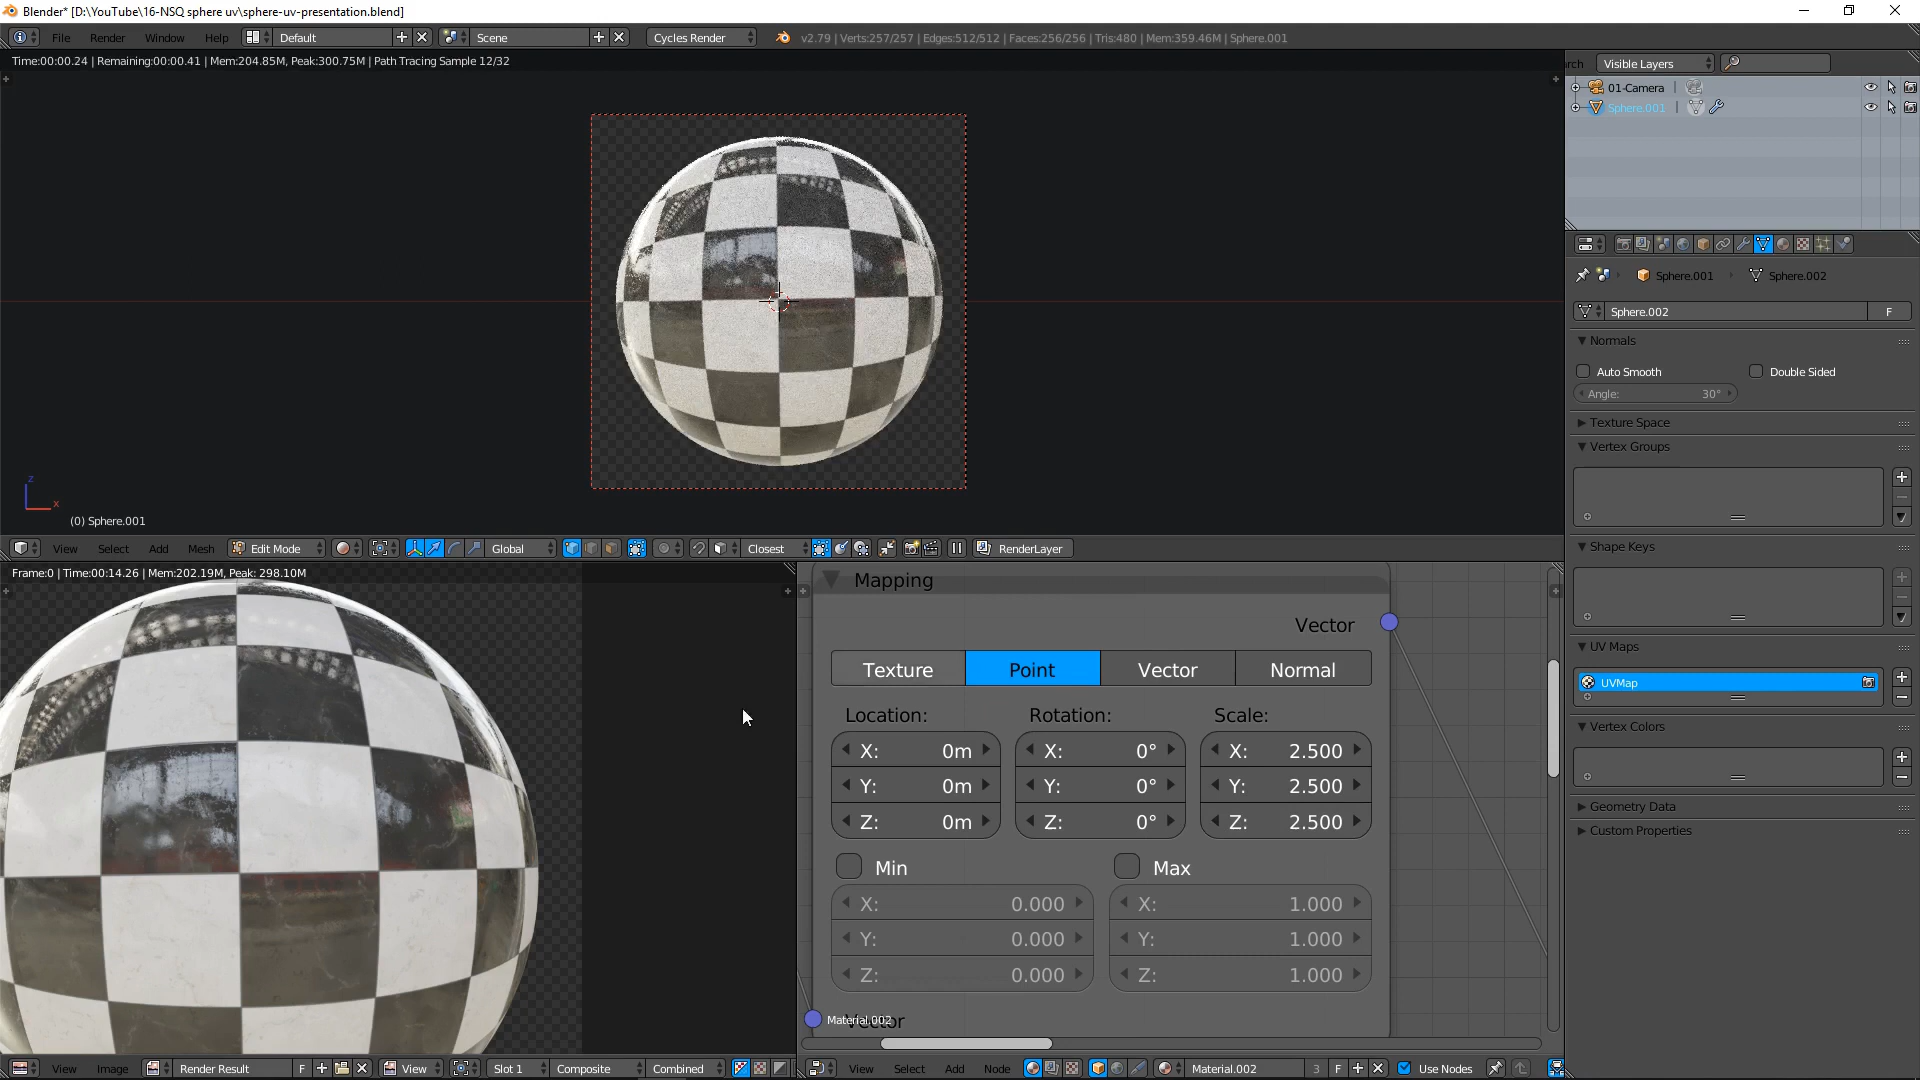 Blender* [D:\YouTube\16-NSQ sphere uv\sphere-uv-presentation.blend]
File Render Window Help Default Scene Cycles Render v2.79 | Verts:257/257 | Edges:512/512 | Faces:256/256 | Tris:480 | Mem:359.46M | Sphere.001
Time:00:00.24 | Remaining:00:00.41 | Mem:204.85M, Peak:300.75M | Path Tracing Sample 12/32
rch Visible Layers
01-Camera
Sphere.001
Sphere.001 Sphere.002
Sphere.002 F
Normals
Auto Smooth Double Sided
Angle: 30°
Texture Space
Vertex Groups
Shape Keys
UV Maps
UVMap
Vertex Colors
Geometry Data
Custom Properties
z
x
(0) Sphere.001
View Select Add Mesh Edit Mode Global Closest RenderLayer
Frame:0 | Time:00:14.26 | Mem:202.19M, Peak: 298.10M
Mapping
Vector
Texture Point Vector Normal
Location: Rotation: Scale:
X: 0m X: 0° X: 2.500
Y: 0m Y: 0° Y: 2.500
Z: 0m Z: 0° Z: 2.500
Min Max
X: 0.000 X: 1.000
Y: 0.000 Y: 1.000
Z: 0.000 Z: 1.000
Vector
Material.002
View Image Render Result F View Slot 1 Composite Combined
View Select Add Node Material.002 3 F Use Nodes